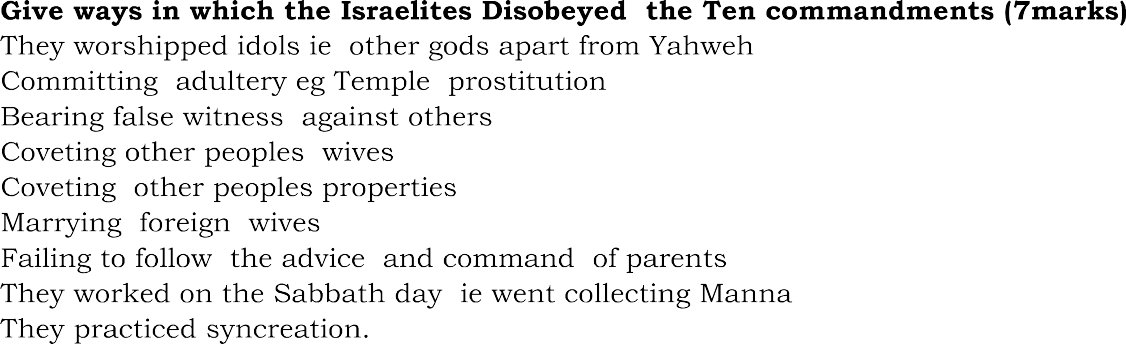 Give ways in which the Israelites Disobeyed the Ten commandments (7marks)
They worshipped idols ie other gods apart from Yahweh
Committing adultery eg Temple prostitution
Bearing false witness against others
Coveting other peoples wives
Coveting other peoples properties
Marrying foreign wives
Failing to follow the advice and command of parents
They worked on the Sabbath day ie went collecting Manna
They practiced syncreation.